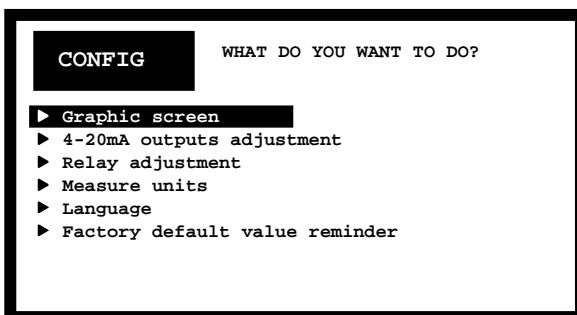 CONFIG
WHAT DO YOU WANT TO DO?
Graphic screen
4-20mA outputs adjustment
Relay adjustment
Measure units
Language
Factory default value reminder